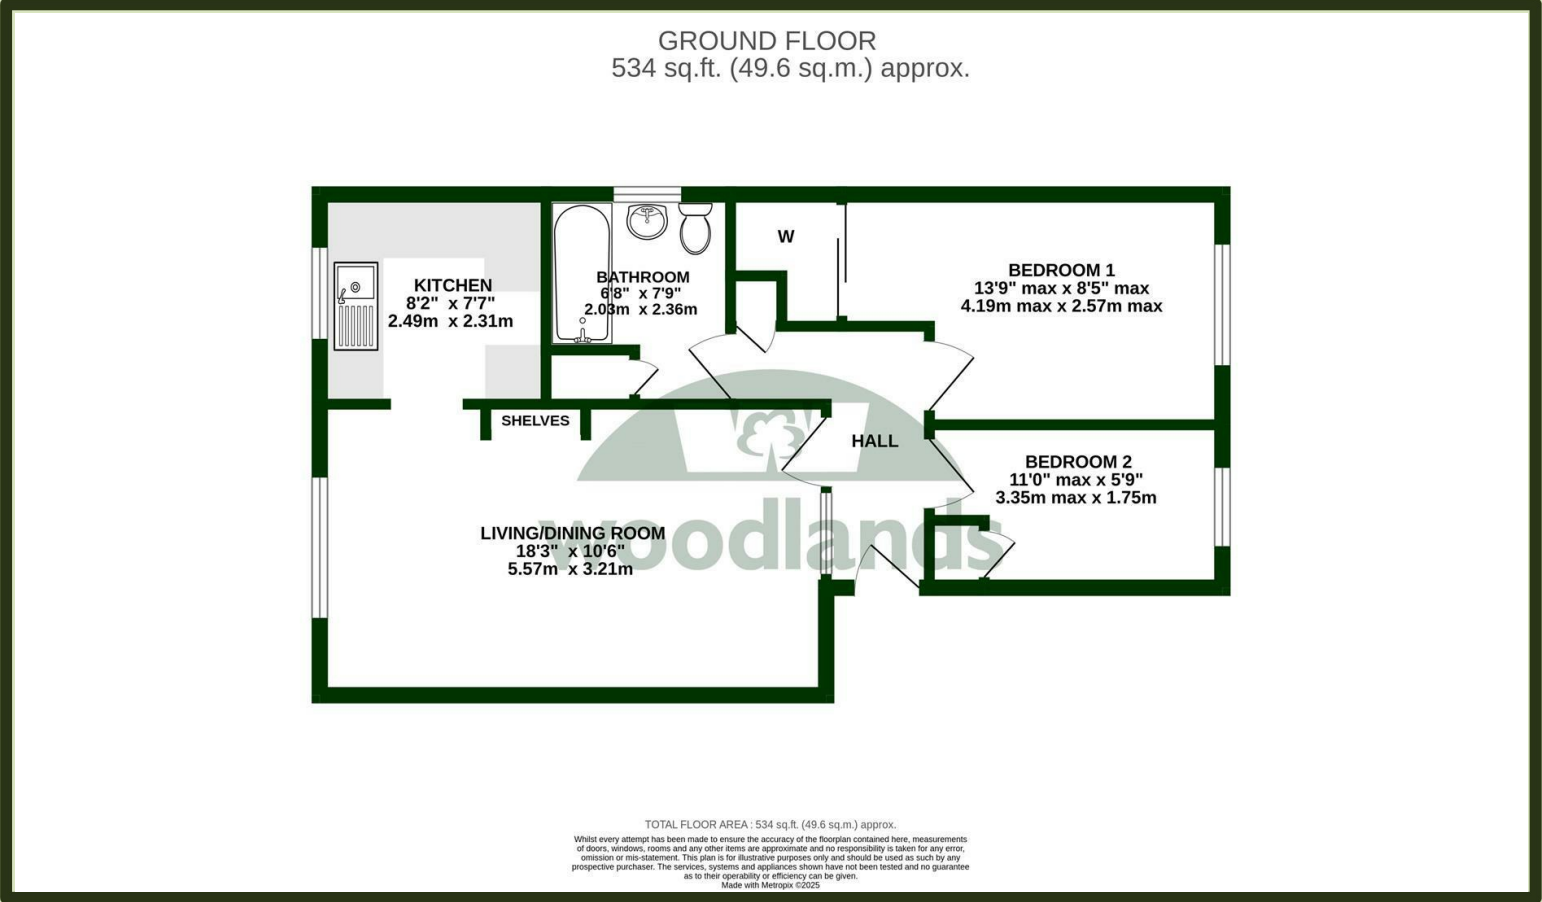 GROUND FLOOR
534 sq.ft. (49.6 sq.m.) approx.
W
KITCHEN
8'2" x 7'7"
2.49m x 2.31m
BATHROOM
6'8" x 7'9"
2.03m x 2.36m
BEDROOM 1
13'9" max x 8'5" max
4.19m max x 2.57m max
SHELVES
HALL
BEDROOM 2
11'0" max x 5'9"
3.35m max x 1.75m
LIVING/DINING ROOM
18'3" x 10'6"
5.57m x 3.21m
woodlands
TOTAL FLOOR AREA : 534 sq.ft. (49.6 sq.m.) approx.
Whilst every attempt has been made to ensure the accuracy of the floorplan contained here, measurements
of doors, windows, rooms and any other items are approximate and no responsibility is taken for any error,
omission or mis-statement. This plan is for illustrative purposes only and should be used as such by any
prospective purchaser. The services, systems and appliances shown have not been tested and no guarantee
as to their operability or efficiency can be given.
Made with Metropix ©2025